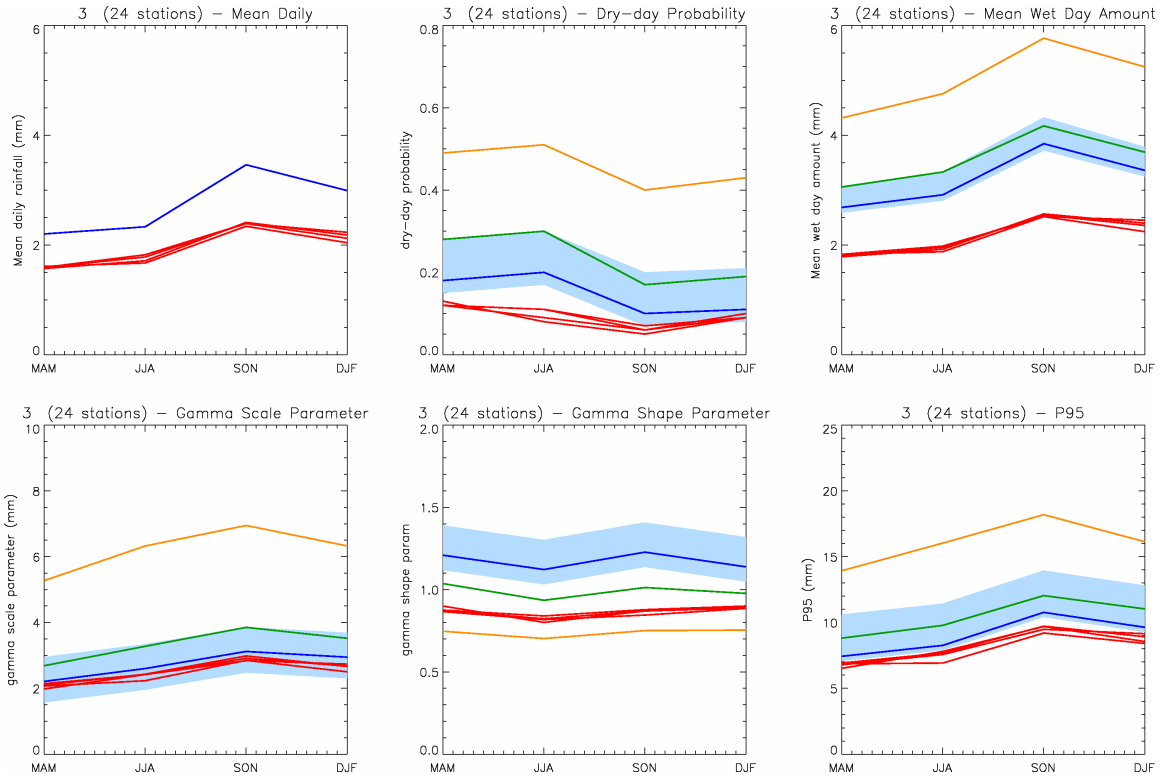 3 (24 stations) − Mean Daily
Mean daily rainfall (mm)
6
4
2
0
MAM JJA SON DJF
3 (24 stations) − Dry−day Probability
dry−day probability
0.8
0.6
0.4
0.2
0.0
MAM JJA SON DJF
3 (24 stations) − Mean Wet Day Amount
Mean wet day amount (mm)
6
4
2
0
MAM JJA SON DJF
3 (24 stations) − Gamma Scale Parameter
gamma scale parameter (mm)
10
8
6
4
2
0
MAM JJA SON DJF
3 (24 stations) − Gamma Shape Parameter
gamma shape param
2.0
1.5
1.0
0.5
0.0
MAM JJA SON DJF
3 (24 stations) − P95
P95 (mm)
25
20
15
10
5
0
MAM JJA SON DJF